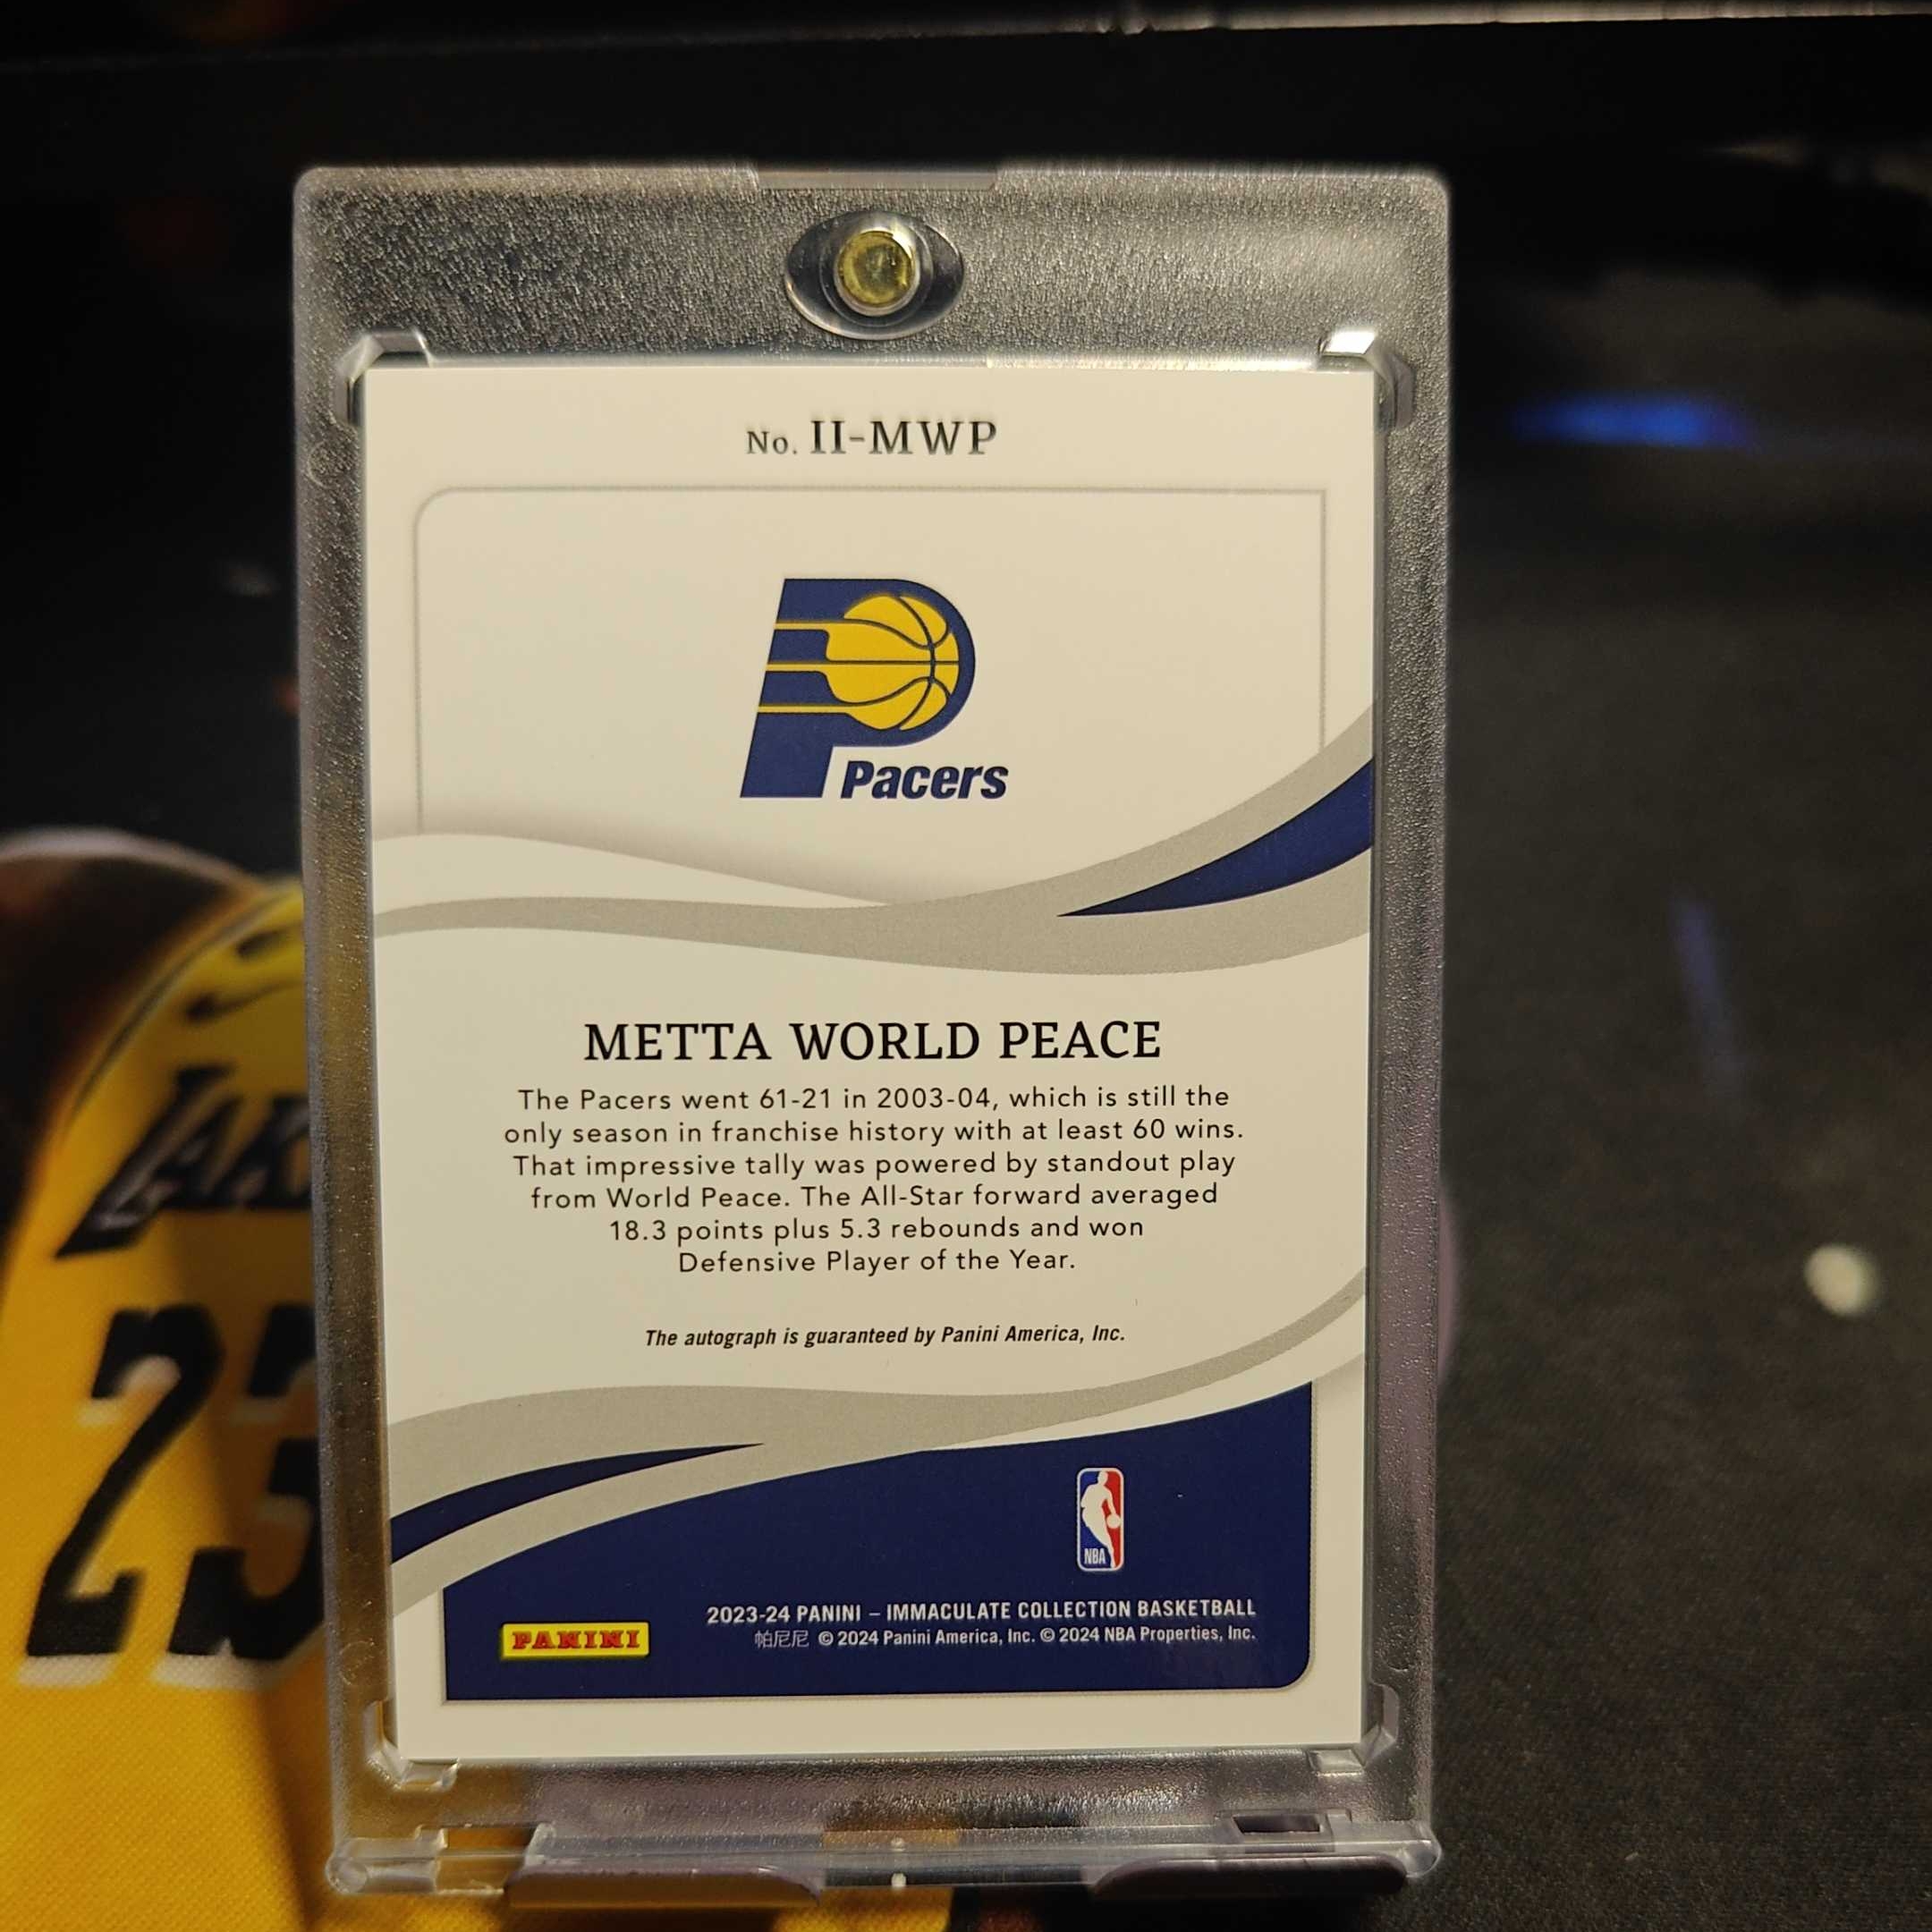 No. II-MWP
Pacers
METTA WORLD PEACE
The Pacers went 61-21 in 2003-04, which is still the
only season in franchise history with at least 60 wins.
That impressive tally was powered by standout play
from World Peace. The All-Star forward averaged
18.3 points plus 5.3 rebounds and won
Defensive Player of the Year.
The autograph is guaranteed by Panini America, Inc.
NBA
2023-24 PANINI – IMMACULATE COLLECTION BASKETBALL
帕尼尼 © 2024 Panini America, Inc. © 2024 NBA Properties, Inc.
PANINI
23